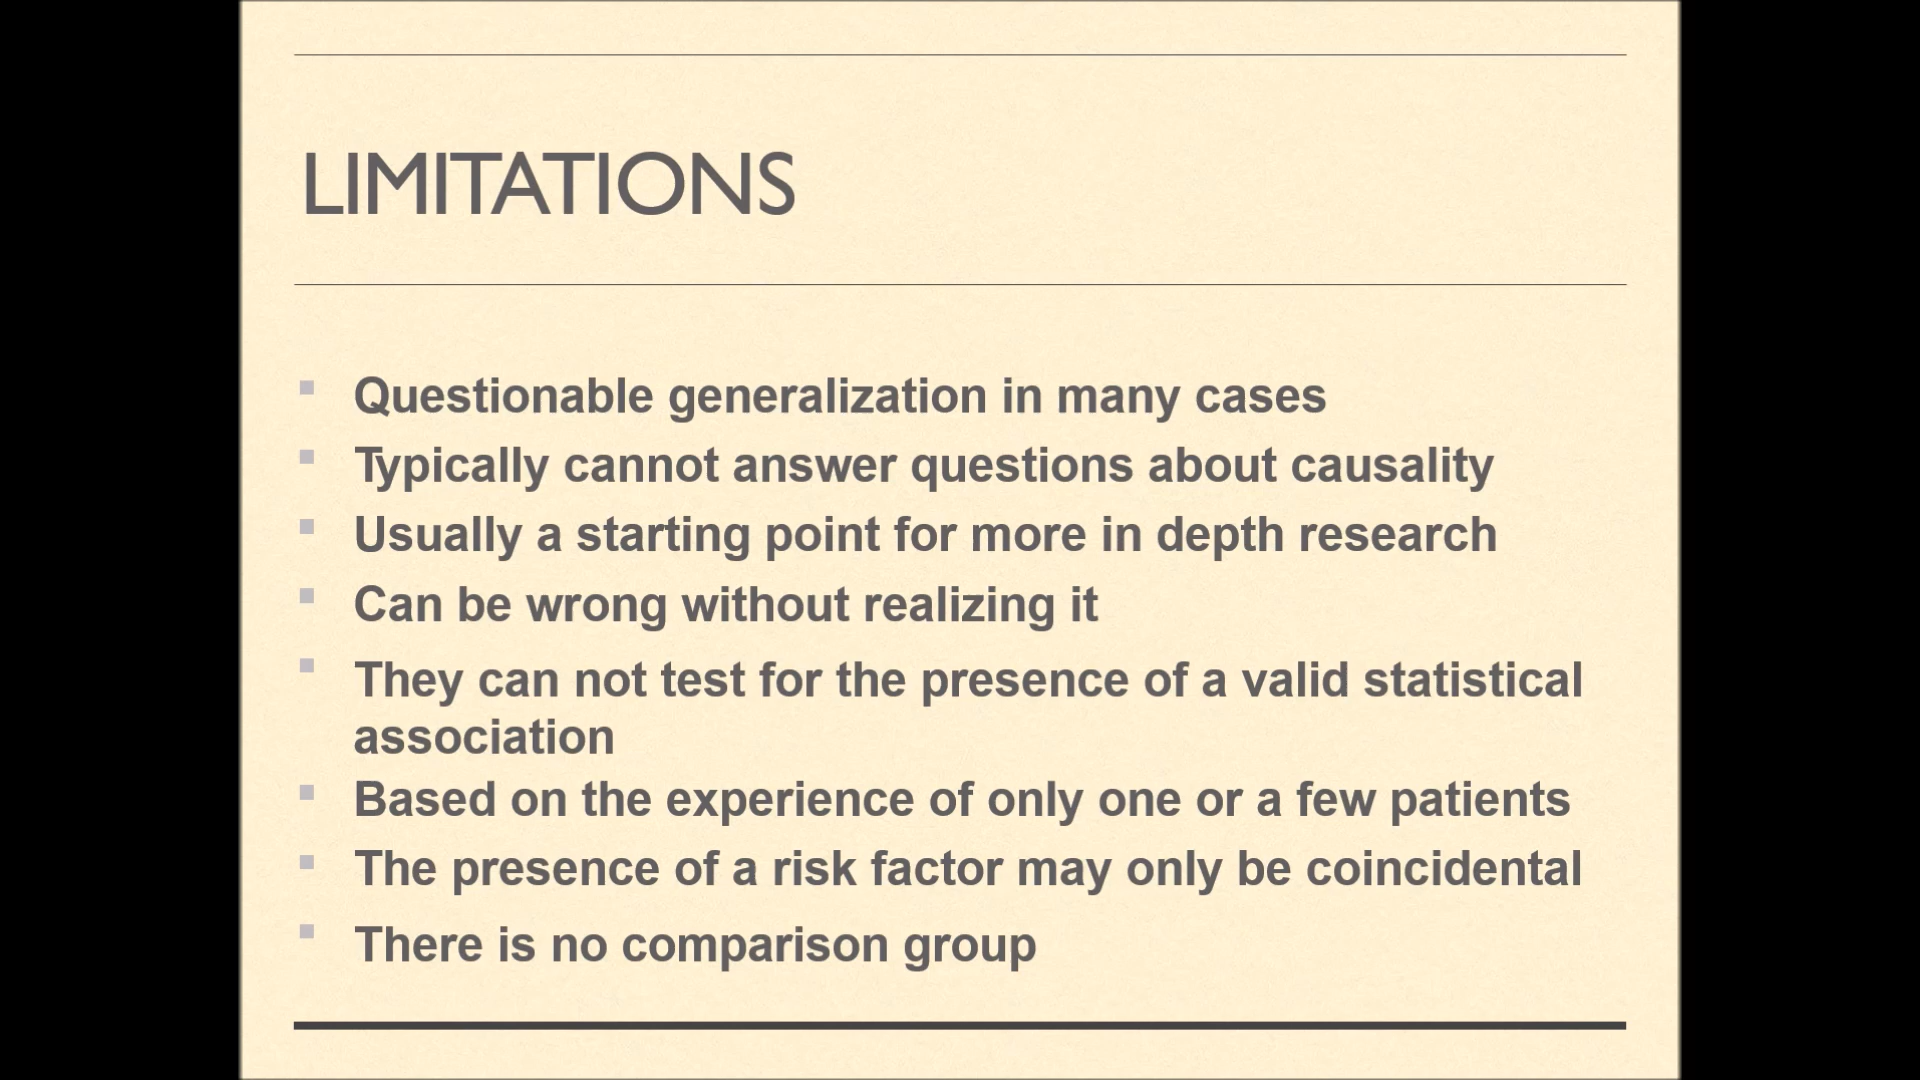 LIMITATIONS
Questionable generalization in many cases
Typically cannot answer questions about causality
Usually a starting point for more in depth research
Can be wrong without realizing it
They can not test for the presence of a valid statistical
association
Based on the experience of only one or a few patients
The presence of a risk factor may only be coincidental
There is no comparison group